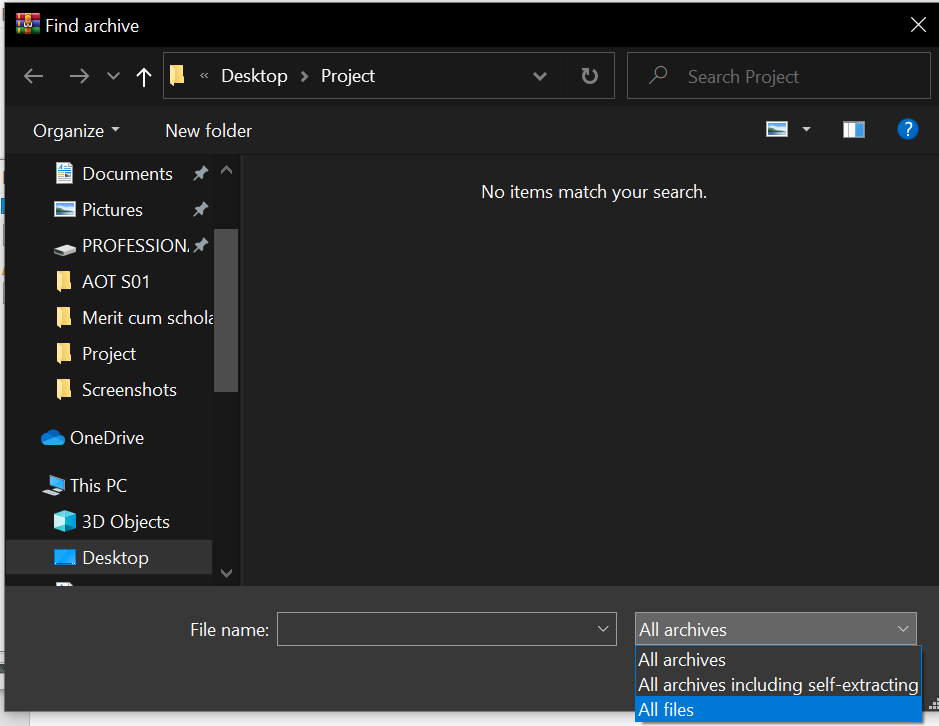 Find archive
« Desktop > Project
Search Project
Organize
New folder
?
No items match your search.
Documents
Pictures
PROFESSIONA
AOT S01
Merit cum schola
Project
Screenshots
OneDrive
This PC
3D Objects
Desktop
File name:
All archives
All archives
All archives including self-extracting
All files